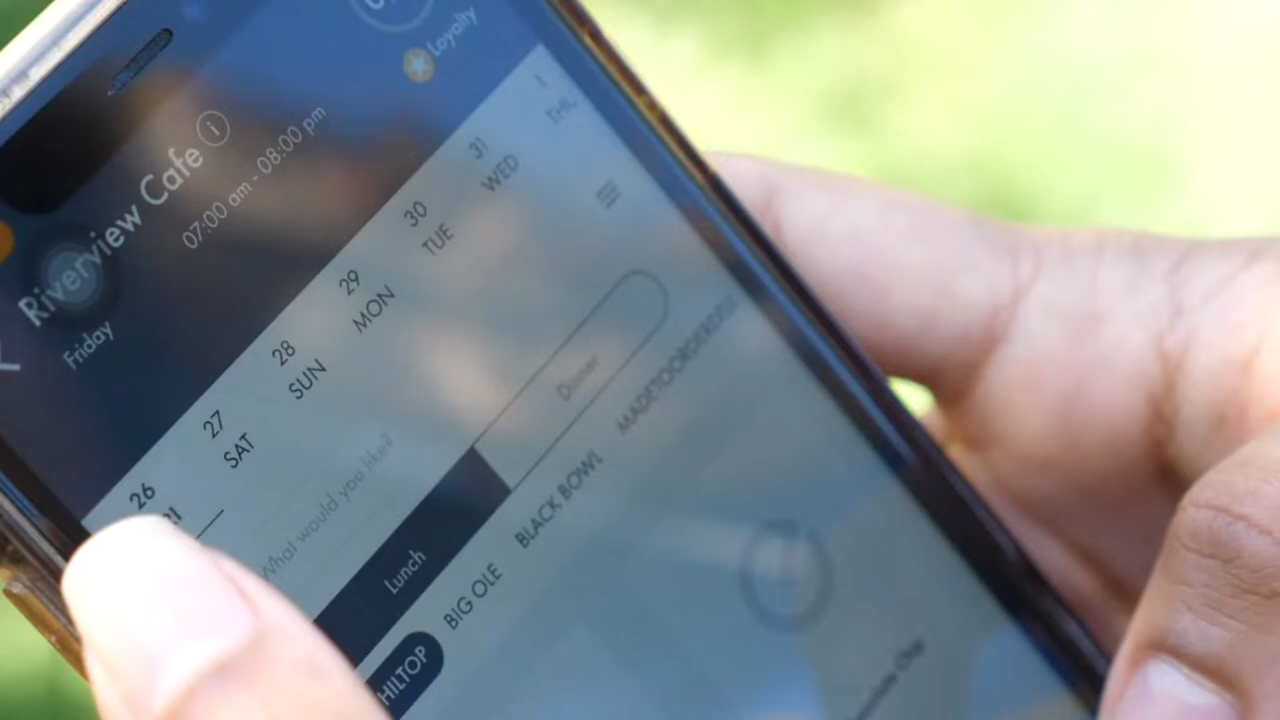 Loyalty
Riverview Cafe i
Friday
07:00 am - 08:00 pm
26 27 28 29 30 31 1
SAT SUN MON TUE WED THU
What would you like?
Lunch Dinner
HILTOP BIG OLE BLACK BOWL